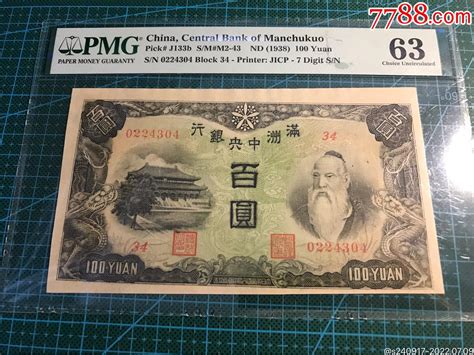 7788.com
PMG
PAPER MONEY GUARANTY
China, Central Bank of Manchukuo
Pick# J133b S/M#M2-43 ND (1938) 100 Yuan
S/N 0224304 Block 34 - Printer: JICP - 7 Digit S/N
63
Choice Uncirculated
行銀央中洲滿
0224304
34
百圓
34
0224304
100 YUAN
100 YUAN
@s240917-2022.07.09